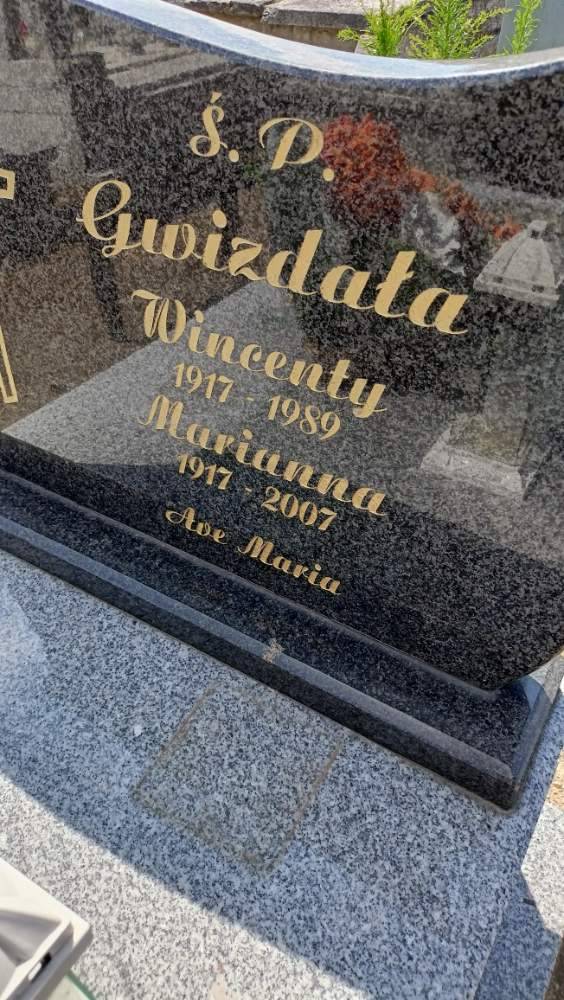 Ś. P.
Gwizdała
Wincenty
1917 - 1989
Marianna
1917 - 2007
Ave Maria